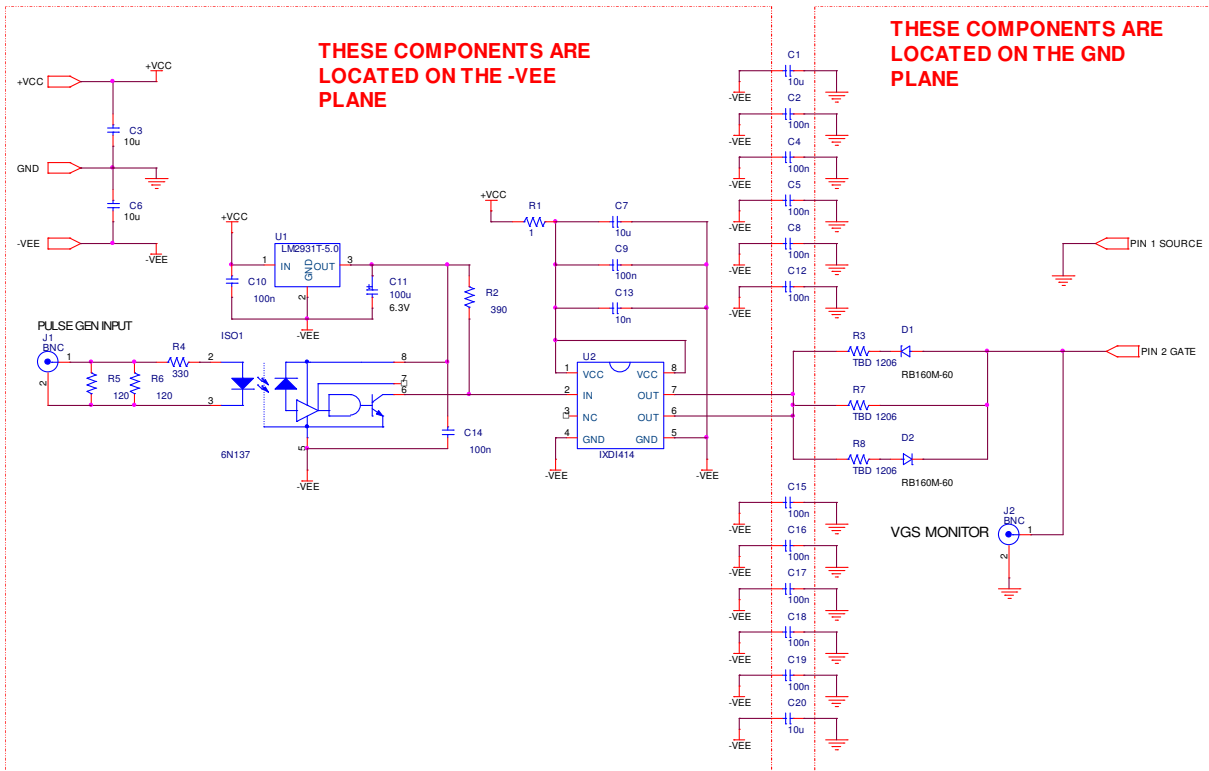 THESE COMPONENTS ARE
LOCATED ON THE -VEE
PLANE
THESE COMPONENTS ARE
LOCATED ON THE GND
PLANE
+VCC
+VCC
C3
10u
GND
C6
10u
-VEE
-VEE
+VCC
U1
LM2931T-5.0
1
IN
OUT
3
GND
2
C10
100n
C11
100u
6.3V
-VEE
R2
390
+VCC
R1
1
C7
10u
C9
100n
C13
10n
PULSE GEN INPUT
J1
BNC
1
2
R5
120
R6
120
R4
330
ISO1
2
3
8
7
6
5
6N137
-VEE
C14
100n
U2
1
VCC
VCC
8
2
IN
OUT
7
3
NC
OUT
6
4
GND
GND
5
IXDI414
-VEE
-VEE
C1
10u
-VEE
C2
100n
-VEE
C4
100n
-VEE
C5
100n
-VEE
C8
100n
-VEE
C12
100n
-VEE
PIN 1 SOURCE
R3
TBD 1206
D1
RB160M-60
PIN 2 GATE
R7
TBD 1206
R8
TBD 1206
D2
RB160M-60
VGS MONITOR
J2
BNC
1
2
C15
100n
-VEE
C16
100n
-VEE
C17
100n
-VEE
C18
100n
-VEE
C19
100n
-VEE
C20
10u
-VEE